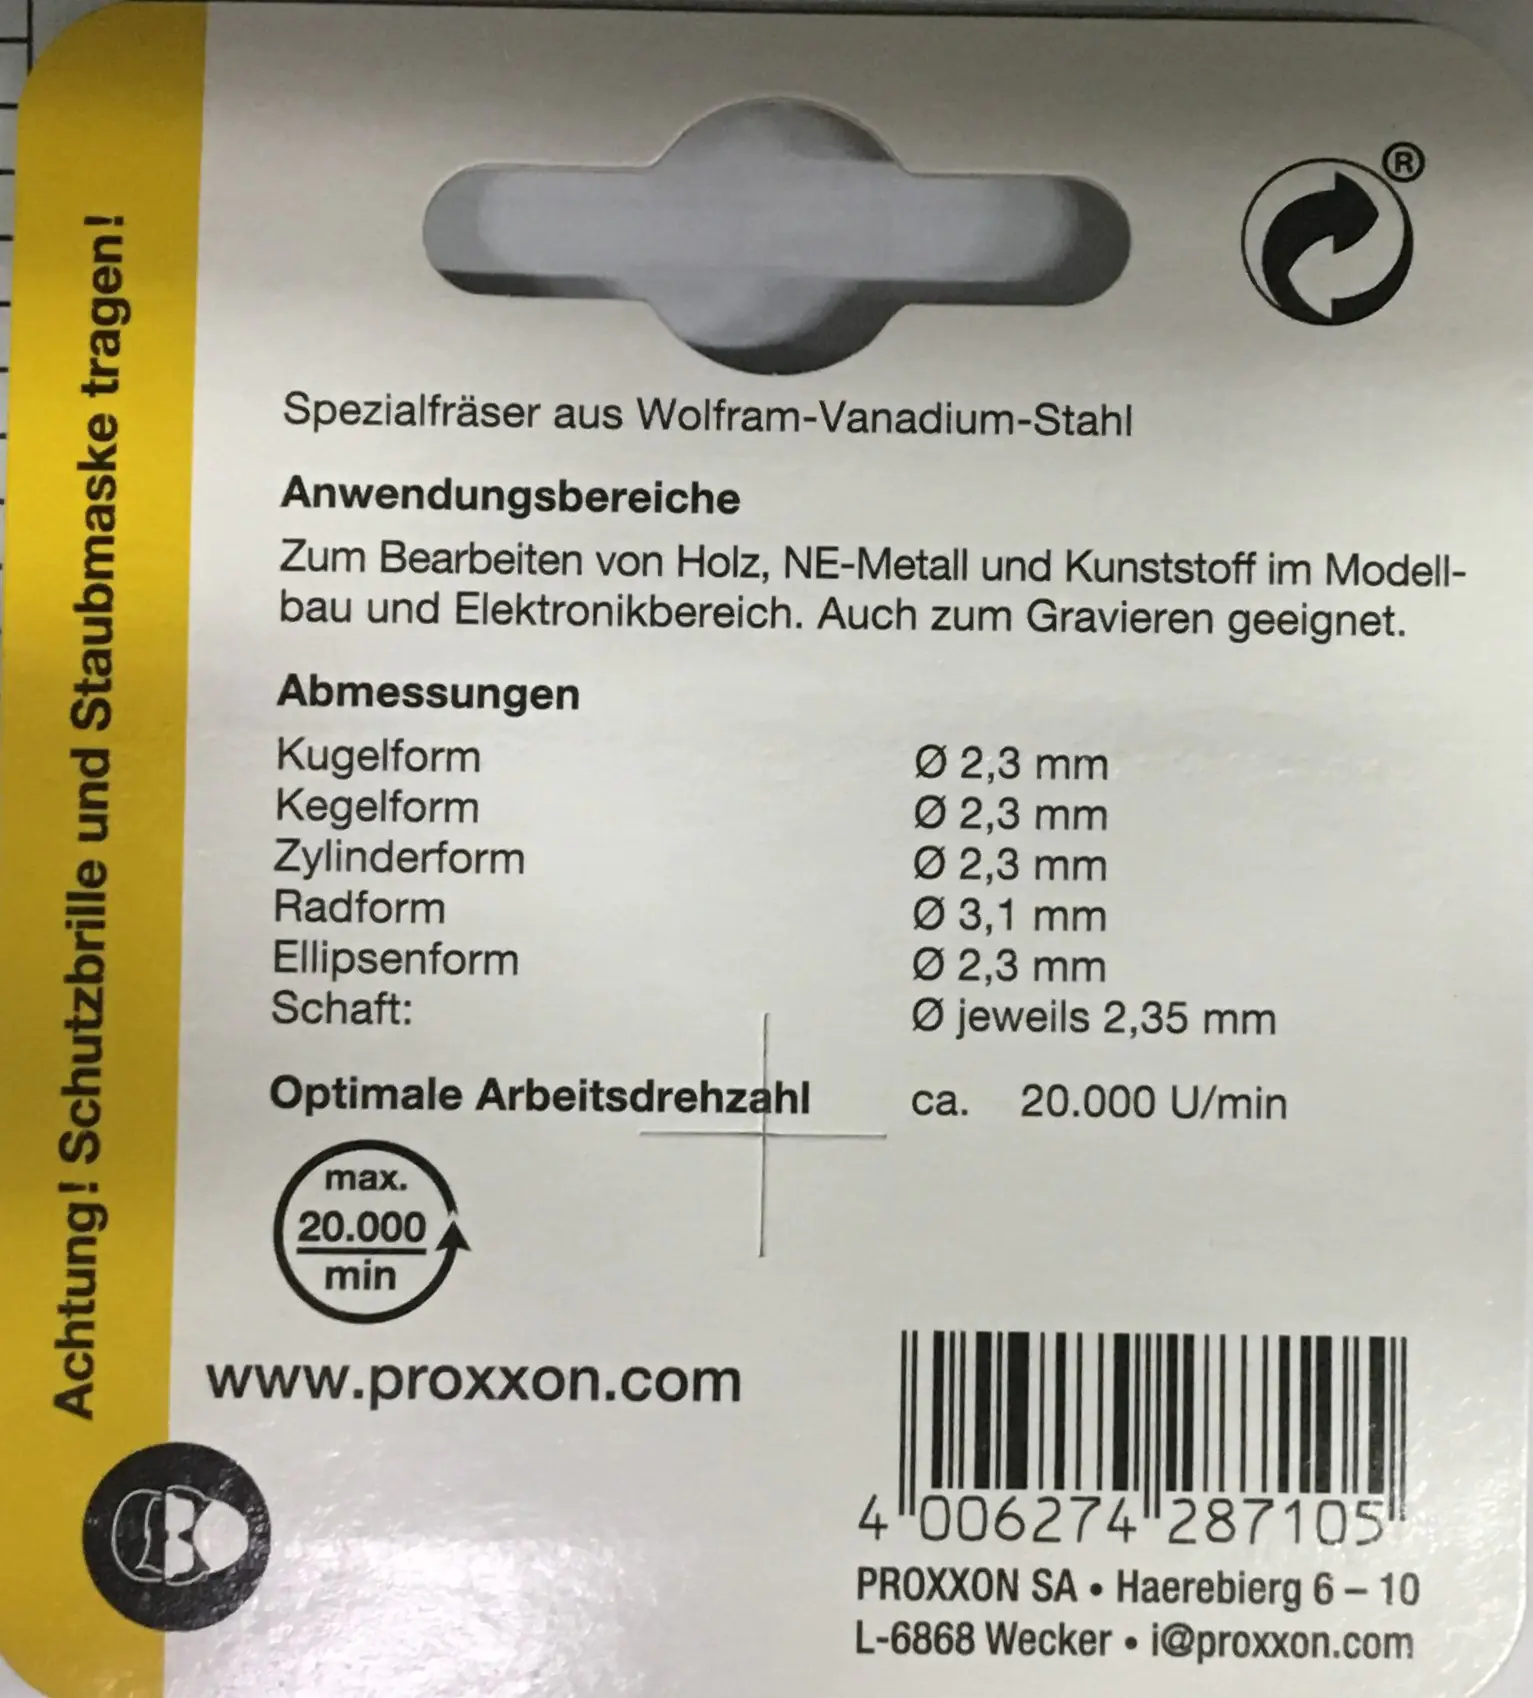 Achtung! Schutzbrille und Staubmaske tragen!
®
Spezialfräser aus Wolfram-Vanadium-Stahl
Anwendungsbereiche
Zum Bearbeiten von Holz, NE-Metall und Kunststoff im Modell-
bau und Elektronikbereich. Auch zum Gravieren geeignet.
Abmessungen
Kugelform Ø 2,3 mm
Kegelform Ø 2,3 mm
Zylinderform Ø 2,3 mm
Radform Ø 3,1 mm
Ellipsenform Ø 2,3 mm
Schaft: Ø jeweils 2,35 mm
Optimale Arbeitsdrehzahl ca. 20.000 U/min
max.
20.000
min
www.proxxon.com
4 006274 287105
PROXXON SA • Haerebierg 6 – 10
L-6868 Wecker • i@proxxon.com